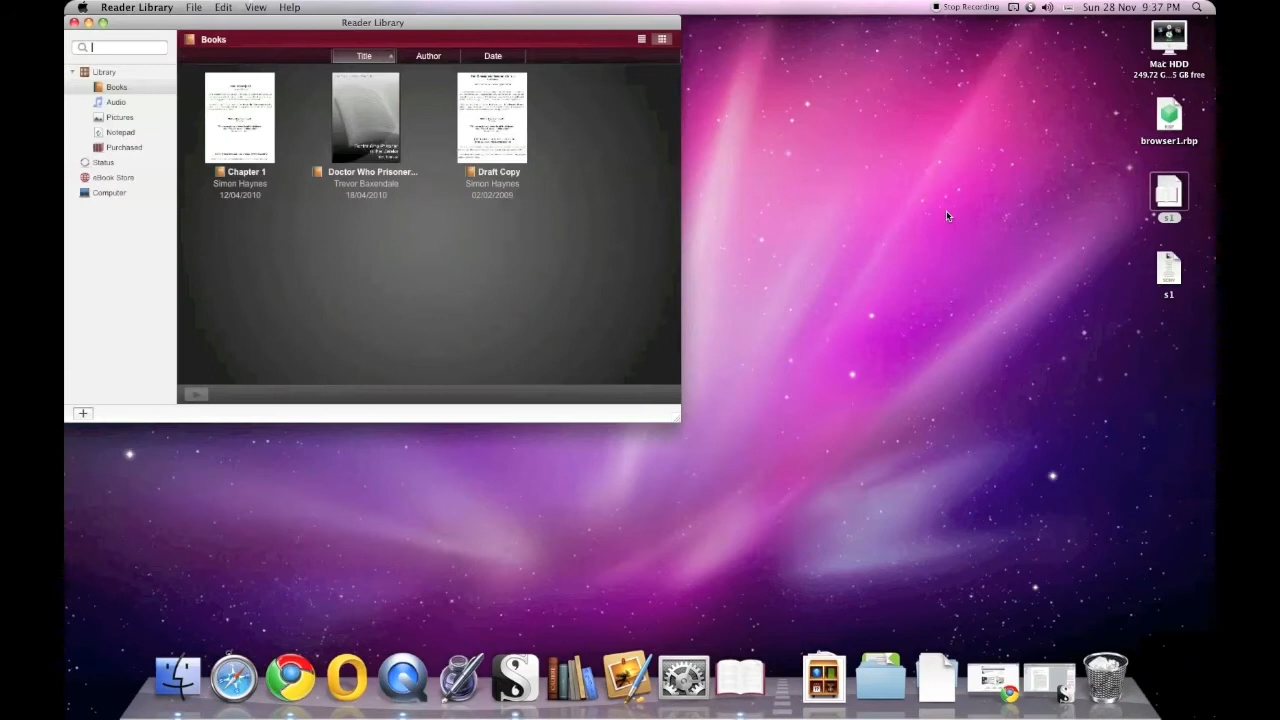 Reader Library File Edit View Help
Stop Recording
Sun 28 Nov 9:37 PM
Reader Library
Books
Title Author Date
Library
Books
Audio
Pictures
Notepad
Purchased
Status
eBook Store
Computer
Chapter 1
Simon Haynes
12/04/2010
Doctor Who Prisoner...
Trevor Baxendale
18/04/2010
Draft Copy
Simon Haynes
02/02/2009
Mac HDD
249.72 G...5 GB free
browser1.rbp
s1
s1